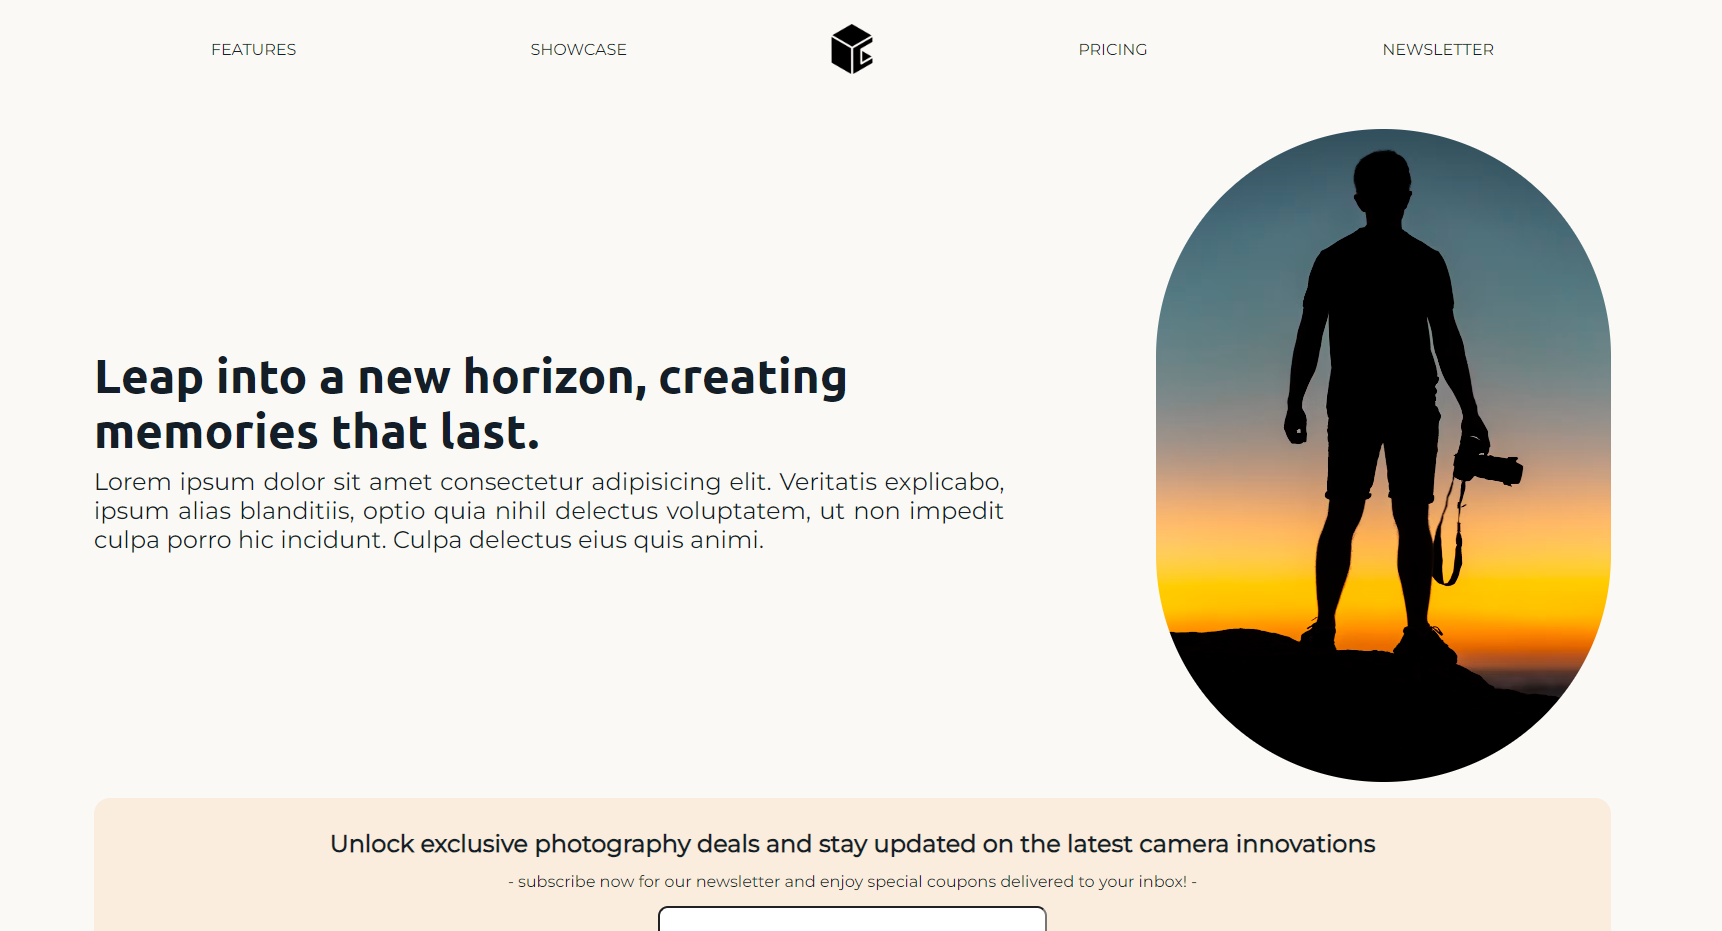 FEATURES
SHOWCASE
PRICING
NEWSLETTER
Leap into a new horizon, creating
memories that last.
Lorem ipsum dolor sit amet consectetur adipisicing elit. Veritatis explicabo,
ipsum alias blanditiis, optio quia nihil delectus voluptatem, ut non impedit
culpa porro hic incidunt. Culpa delectus eius quis animi.
Unlock exclusive photography deals and stay updated on the latest camera innovations
- subscribe now for our newsletter and enjoy special coupons delivered to your inbox! -